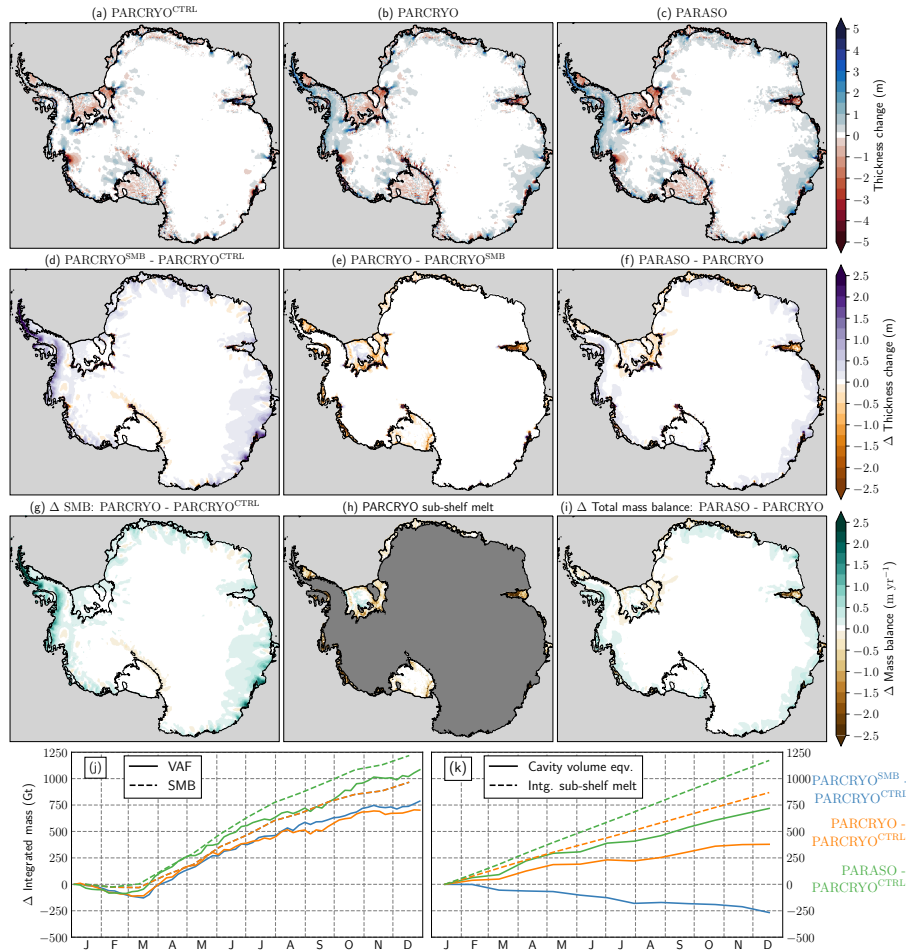 (a) PARCRYO^CTRL
(b) PARCRYO
(c) PARASO
5
4
3
2
1
0
−1
−2
−3
−4
−5
Thickness change (m)
(d) PARCRYO^SMB - PARCRYO^CTRL
(e) PARCRYO - PARCRYO^SMB
(f) PARASO - PARCRYO
2.5
2.0
1.5
1.0
0.5
0.0
−0.5
−1.0
−1.5
−2.0
−2.5
Δ Thickness change (m)
(g) Δ SMB: PARCRYO - PARCRYO^CTRL
(h) PARCRYO sub-shelf melt
(i) Δ Total mass balance: PARASO - PARCRYO
2.5
2.0
1.5
1.0
0.5
0.0
−0.5
−1.0
−1.5
−2.0
−2.5
Δ Mass balance (m yr⁻¹)
(j)
VAF
SMB
1250
1000
750
500
250
0
−250
−500
Δ Integrated mass (Gt)
J F M A M J J A S O N D
(k)
Cavity volume eqv.
Intg. sub-shelf melt
1250
1000
750
500
250
0
−250
−500
J F M A M J J A S O N D
PARCRYO^SMB -
PARCRYO^CTRL
PARCRYO -
PARCRYO^CTRL
PARASO -
PARCRYO^CTRL